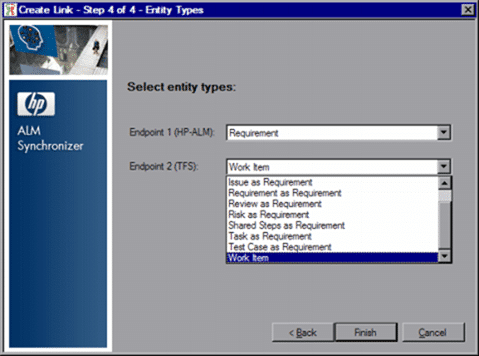 Create Link - Step 4 of 4 - Entity Types
hp
ALM
Synchronizer
Select entity types:
Endpoint 1 (HP-ALM):
Requirement
Endpoint 2 (TFS):
Work Item
Issue as Requirement
Requirement as Requirement
Review as Requirement
Risk as Requirement
Shared Steps as Requirement
Task as Requirement
Test Case as Requirement
Work Item
< Back
Finish
Cancel